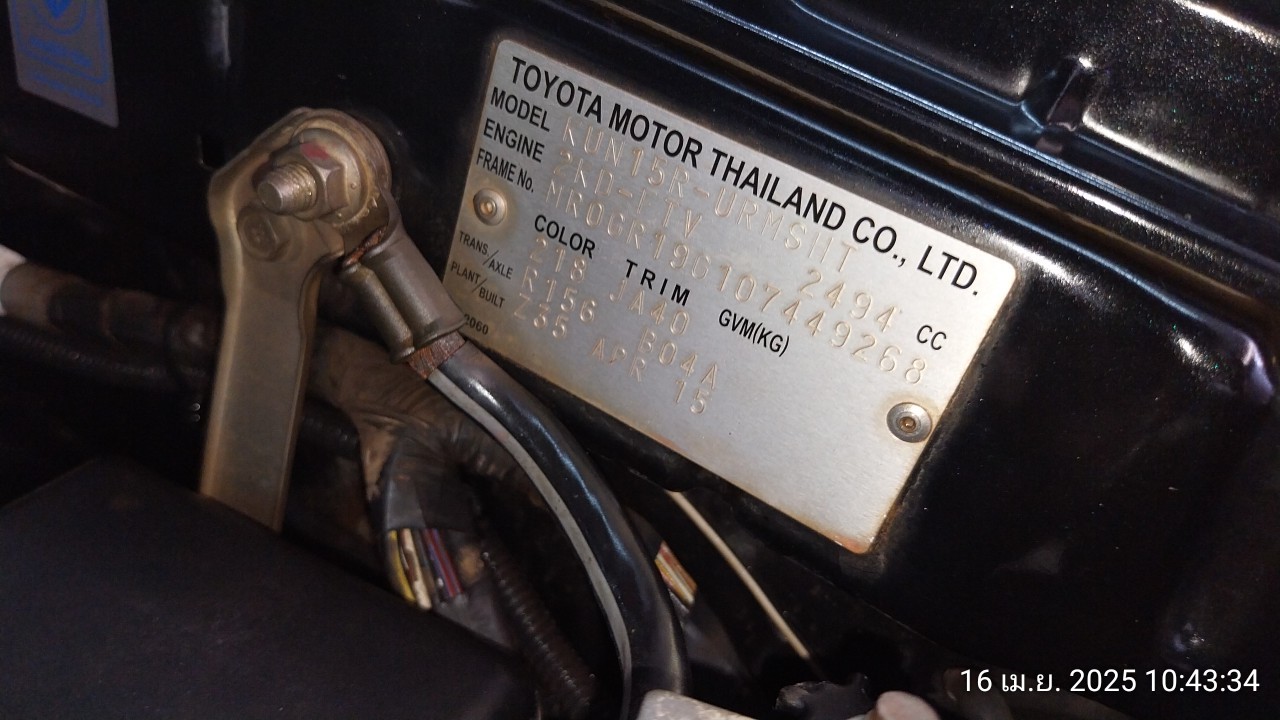 TOYOTA MOTOR THAILAND CO., LTD.
MODEL KUN15R-URMSHT
ENGINE 2KD-FTV 2494 CC
FRAME No. MR0GR19G107449268
COLOR TRIM GVM(KG)
218 JA40
TRANS/AXLE R156 G04A
PLANT/BUILT Z35 APR 15
2060
16 เม.ย. 2025 10:43:34